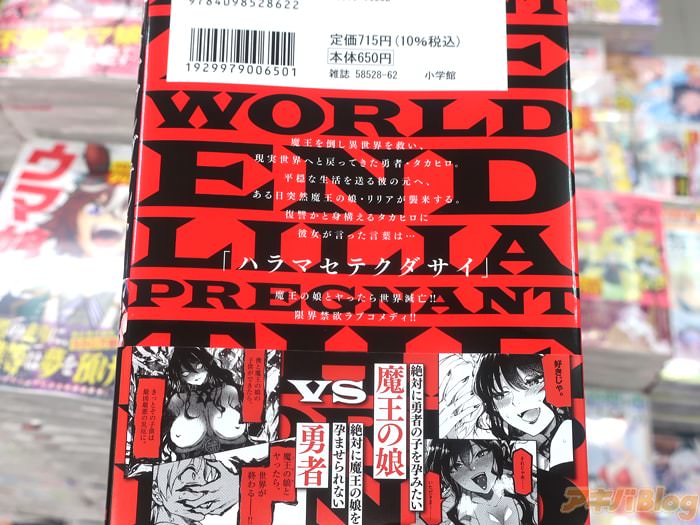 9784098528622
定価715円(10%税込)
本体650円
1929979006501
雑誌 58528-62
小学館
WORLD
END
LILIA
PREGNANT
THE
魔王を倒し異世界を救い、
現実世界へと戻ってきた勇者・タカヒロ。
平穏な生活を送る彼の元へ、
ある日突然魔王の娘・リリアが襲来する。
復讐かと身構えるタカヒロに
彼女が言った言葉は…
「ハラマセテクダサイ」
魔王の娘とヤったら世界滅亡!!
限界禁欲ラブコメディ!!
好きじゃ。
絶対に勇者の子を孕みたい
魔王の娘
VS
勇者
絶対に魔王の娘を
孕ませられない
魔王の娘と
ヤったら、
世界が
終わる――!!
ウマ娘
アキバBlog